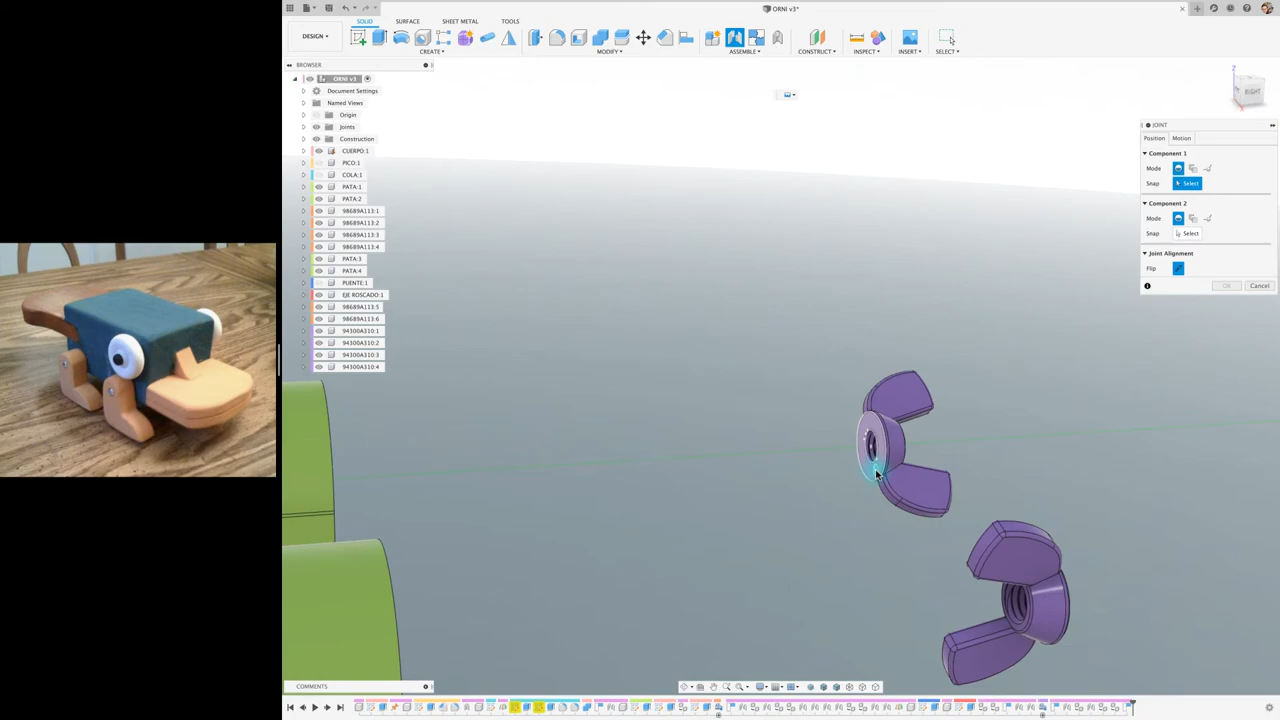 ORNI v3*
DESIGN
SOLID SURFACE SHEET METAL TOOLS
CREATE MODIFY ASSEMBLE CONSTRUCT INSPECT INSERT SELECT
BROWSER
ORNI v3
Document Settings
Named Views
Origin
Joints
Construction
CUERPO:1
PICO:1
COLA:1
PATA:1
PATA:2
98689A113:1
98689A113:2
98689A113:3
98689A113:4
PATA:3
PATA:4
PUENTE:1
EJE ROSCADO:1
98689A113:5
98689A113:6
94300A310:1
94300A310:2
94300A310:3
94300A310:4
Z
RIGHT
X
JOINT
Position Motion
Component 1
Mode
Snap Select
Component 2
Mode
Snap Select
Joint Alignment
Flip
OK Cancel
COMMENTS